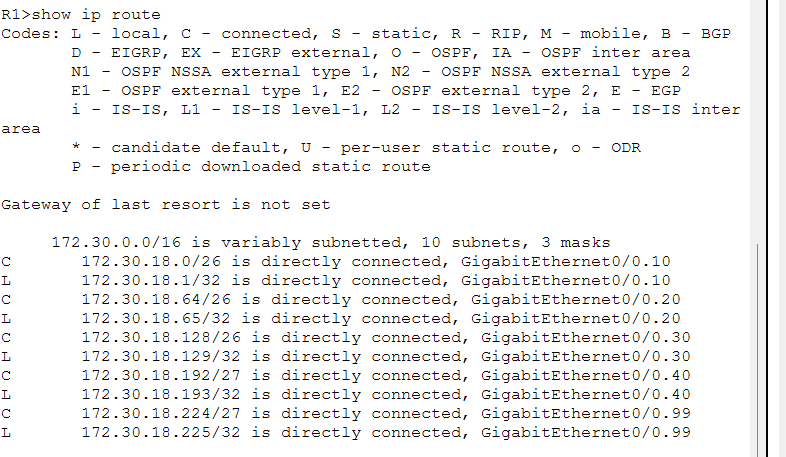 R1>show ip route
Codes: L - local, C - connected, S - static, R - RIP, M - mobile, B - BGP
D - EIGRP, EX - EIGRP external, O - OSPF, IA - OSPF inter area
N1 - OSPF NSSA external type 1, N2 - OSPF NSSA external type 2
E1 - OSPF external type 1, E2 - OSPF external type 2, E - EGP
i - IS-IS, L1 - IS-IS level-1, L2 - IS-IS level-2, ia - IS-IS inter
area
* - candidate default, U - per-user static route, o - ODR
P - periodic downloaded static route
Gateway of last resort is not set
172.30.0.0/16 is variably subnetted, 10 subnets, 3 masks
C 172.30.18.0/26 is directly connected, GigabitEthernet0/0.10
L 172.30.18.1/32 is directly connected, GigabitEthernet0/0.10
C 172.30.18.64/26 is directly connected, GigabitEthernet0/0.20
L 172.30.18.65/32 is directly connected, GigabitEthernet0/0.20
C 172.30.18.128/26 is directly connected, GigabitEthernet0/0.30
L 172.30.18.129/32 is directly connected, GigabitEthernet0/0.30
C 172.30.18.192/27 is directly connected, GigabitEthernet0/0.40
L 172.30.18.193/32 is directly connected, GigabitEthernet0/0.40
C 172.30.18.224/27 is directly connected, GigabitEthernet0/0.99
L 172.30.18.225/32 is directly connected, GigabitEthernet0/0.99